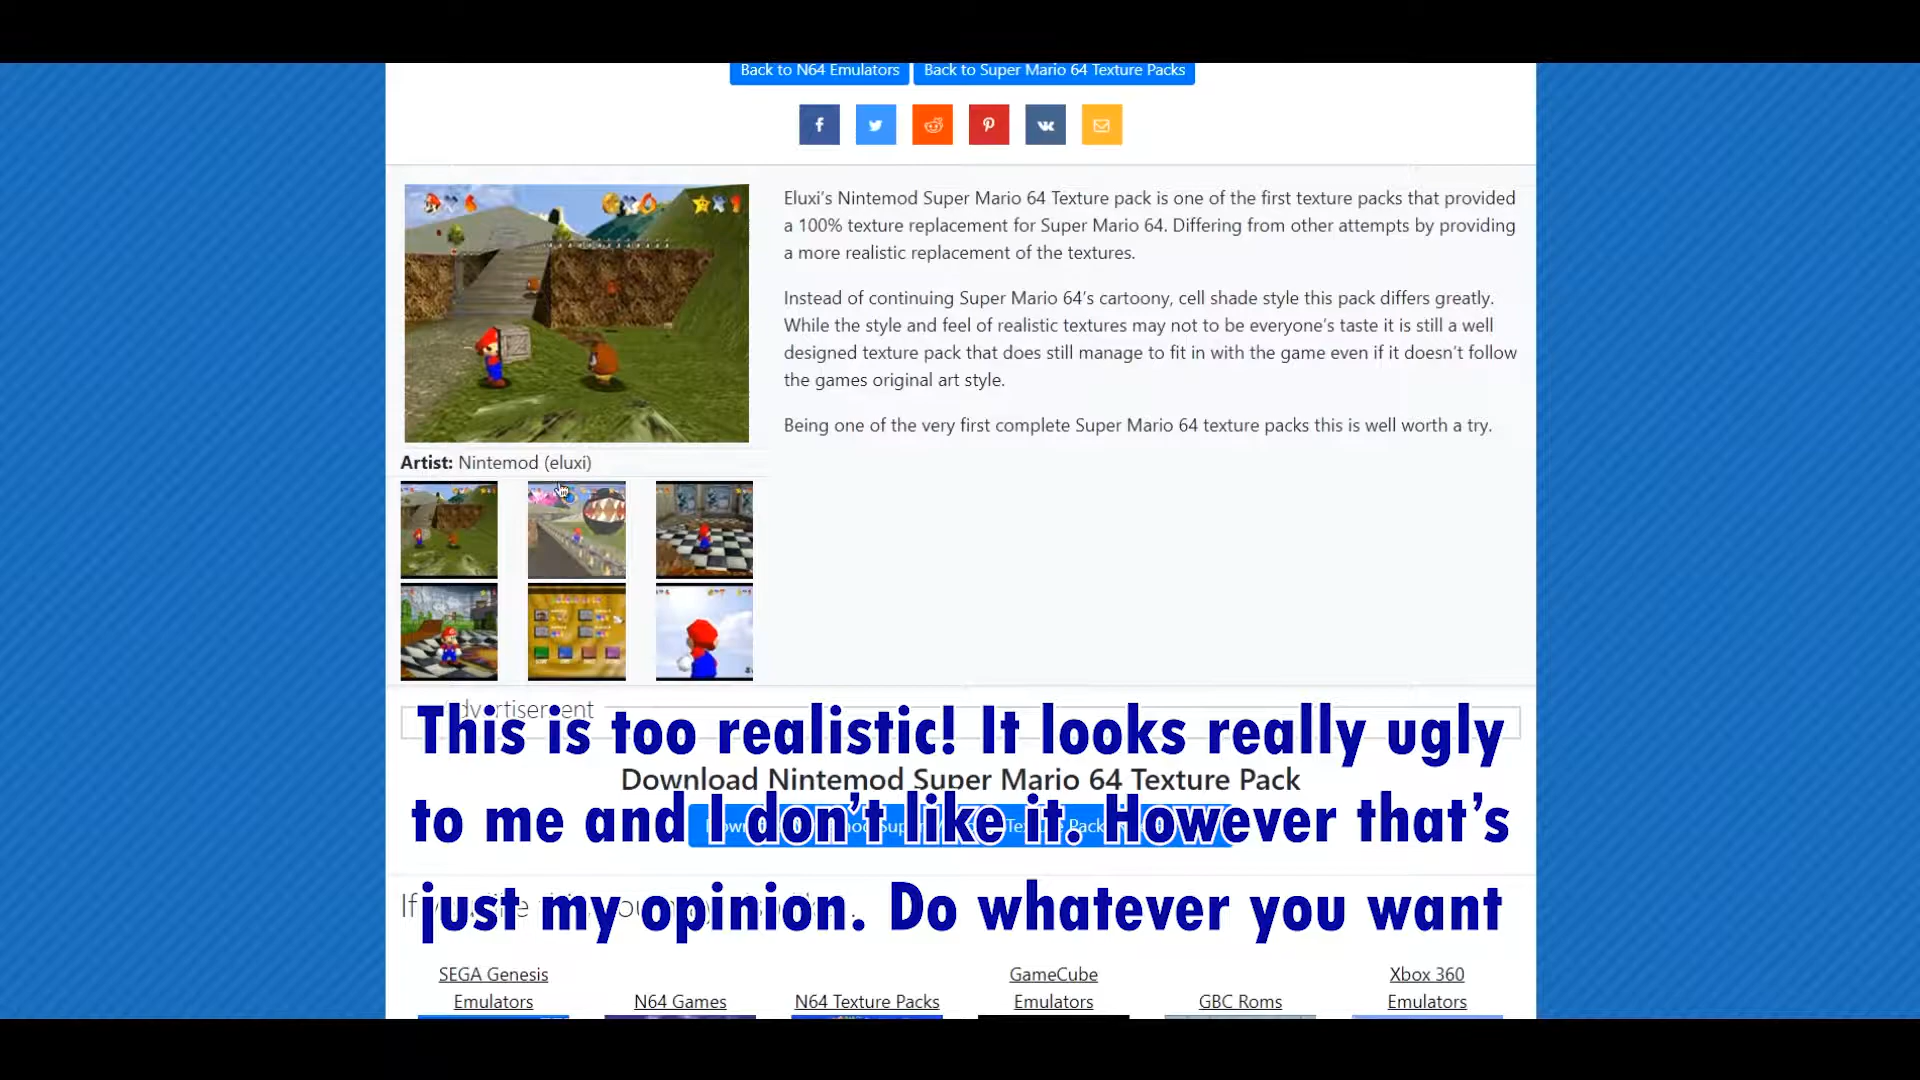 Back to N64 Emulators
Back to Super Mario 64 Texture Packs
Eluxi's Nintemod Super Mario 64 Texture pack is one of the first texture packs that provided
a 100% texture replacement for Super Mario 64. Differing from other attempts by providing
a more realistic replacement of the textures.
Instead of continuing Super Mario 64's cartoony, cell shade style this pack differs greatly.
While the style and feel of realistic textures may not to be everyone's taste it is still a well
designed texture pack that does still manage to fit in with the game even if it doesn't follow
the games original art style.
Being one of the very first complete Super Mario 64 texture packs this is well worth a try.
Artist: Nintemod (eluxi)
Advertisement
This is too realistic! It looks really ugly
Download Nintemod Super Mario 64 Texture Pack
to me and I don't like it. However that's
just my opinion. Do whatever you want
SEGA Genesis
Emulators
N64 Games
N64 Texture Packs
GameCube
Emulators
GBC Roms
Xbox 360
Emulators